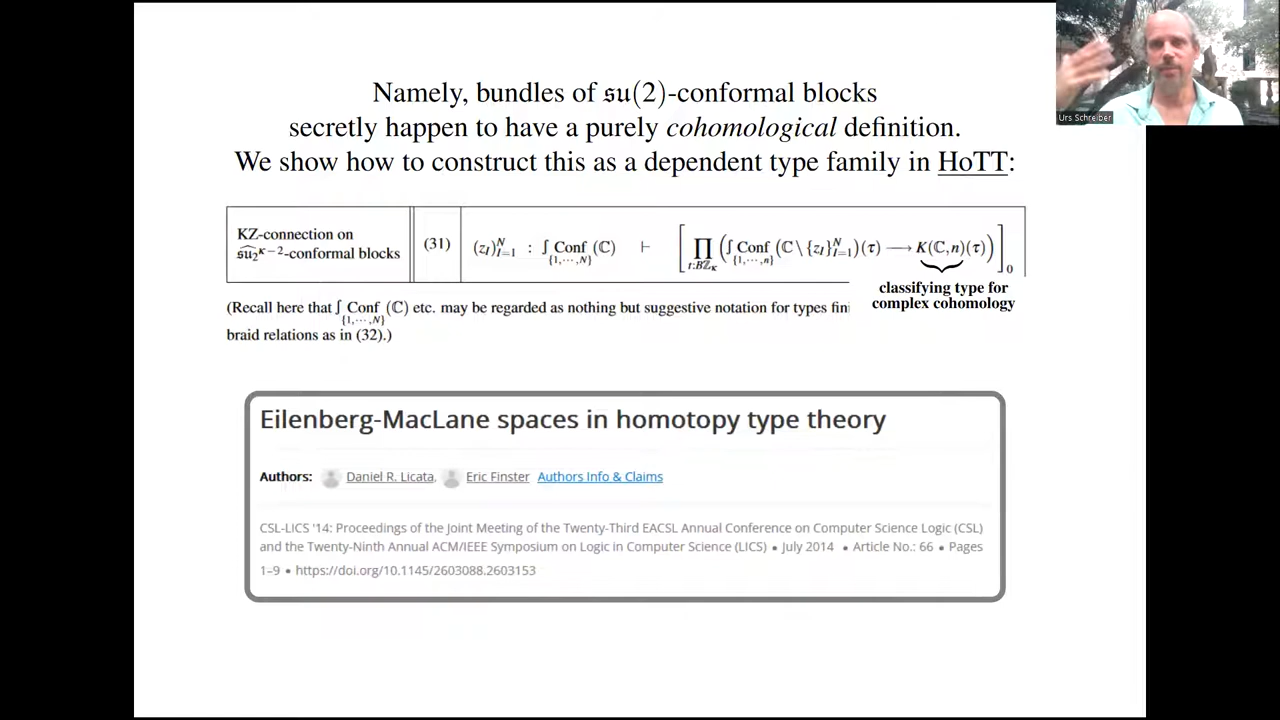 Urs Schreiber
Namely, bundles of 𝔰𝔲(2)-conformal blocks
secretly happen to have a purely cohomological definition.
We show how to construct this as a dependent type family in HoTT:
KZ-connection on
𝔰𝔲̂₂^{κ−2}-conformal blocks
(31)
(z_I)_{I=1}^N : ∫ Conf_{{1,⋯,N}} (ℂ) ⊢ [ ∏_{t:Bℤ_κ} ( ∫ Conf_{{1,⋯,n}} (ℂ \ {z_I}_{I=1}^N)(τ) ⟶ K(ℂ,n)(τ) ) ]_0
classifying type for
complex cohomology
(Recall here that ∫ Conf_{{1,⋯,N}} (ℂ) etc. may be regarded as nothing but suggestive notation for types fini
braid relations as in (32).)
Eilenberg-MacLane spaces in homotopy type theory
Authors: Daniel R. Licata, Eric Finster Authors Info & Claims
CSL-LICS '14: Proceedings of the Joint Meeting of the Twenty-Third EACSL Annual Conference on Computer Science Logic (CSL)
and the Twenty-Ninth Annual ACM/IEEE Symposium on Logic in Computer Science (LICS) • July 2014 • Article No.: 66 • Pages
1–9 • https://doi.org/10.1145/2603088.2603153